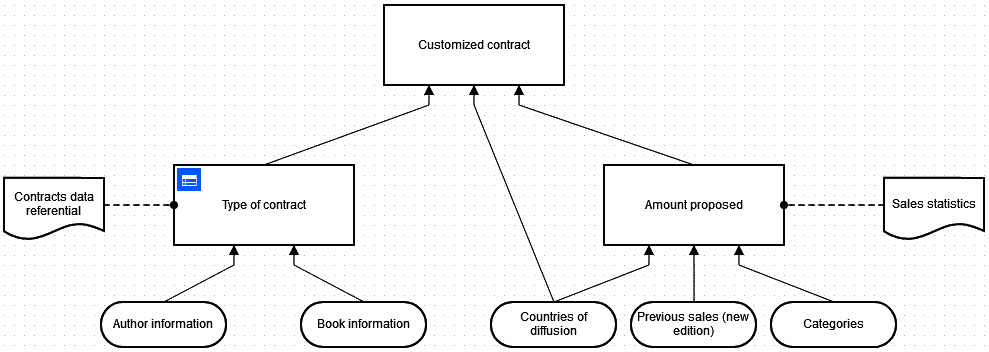 Customized contract
Contracts data
referential
Type of contract
Amount proposed
Sales statistics
Author information
Book information
Countries of
diffusion
Previous sales (new
edition)
Categories